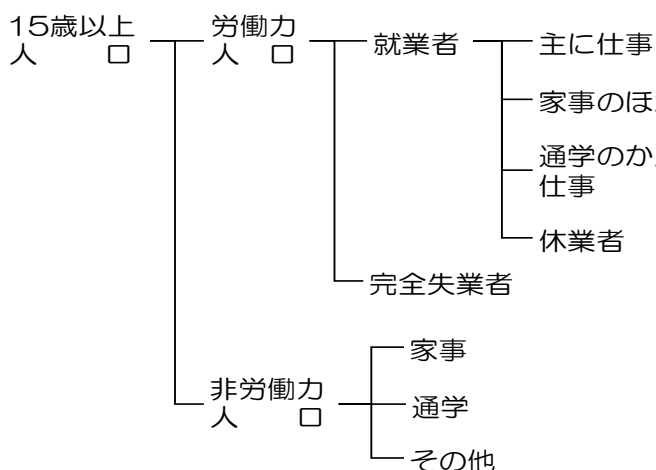 15歳以上
人 口
労働力
人 口
就業者
主に仕事
家事のほ
通学のか
仕事
休業者
完全失業者
非労働力
人 口
家事
通学
その他